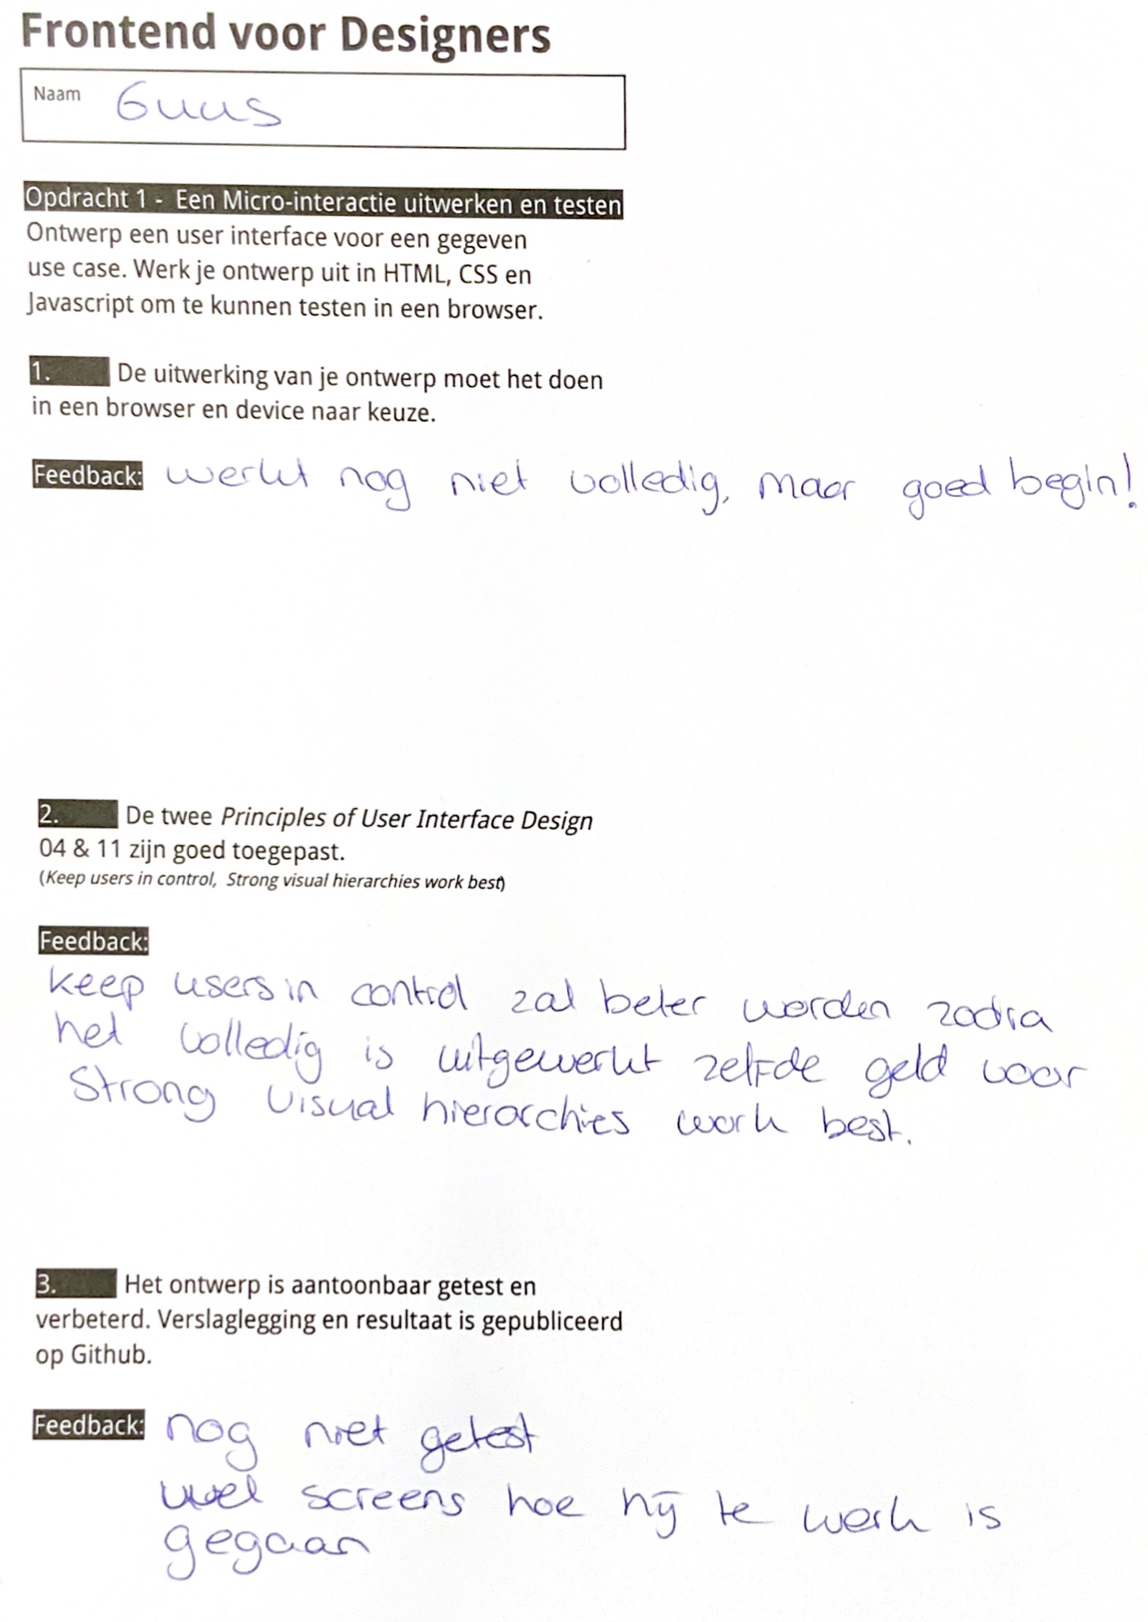 Frontend voor Designers
Naam Guus
Opdracht 1 - Een Micro-interactie uitwerken en testen
Ontwerp een user interface voor een gegeven
use case. Werk je ontwerp uit in HTML, CSS en
Javascript om te kunnen testen in een browser.
1. De uitwerking van je ontwerp moet het doen
in een browser en device naar keuze.
Feedback: werkt nog niet volledig, maar goed begin!
2. De twee Principles of User Interface Design
04 & 11 zijn goed toegepast.
(Keep users in control, Strong visual hierarchies work best)
Feedback:
keep users in control zal beter worden zodra
het volledig is uitgewerkt zelfde geld voor
Strong visual hierarchies work best.
3. Het ontwerp is aantoonbaar getest en
verbeterd. Verslaglegging en resultaat is gepubliceerd
op Github.
Feedback: nog niet getest
wel screens hoe hij te werk is
gegaan